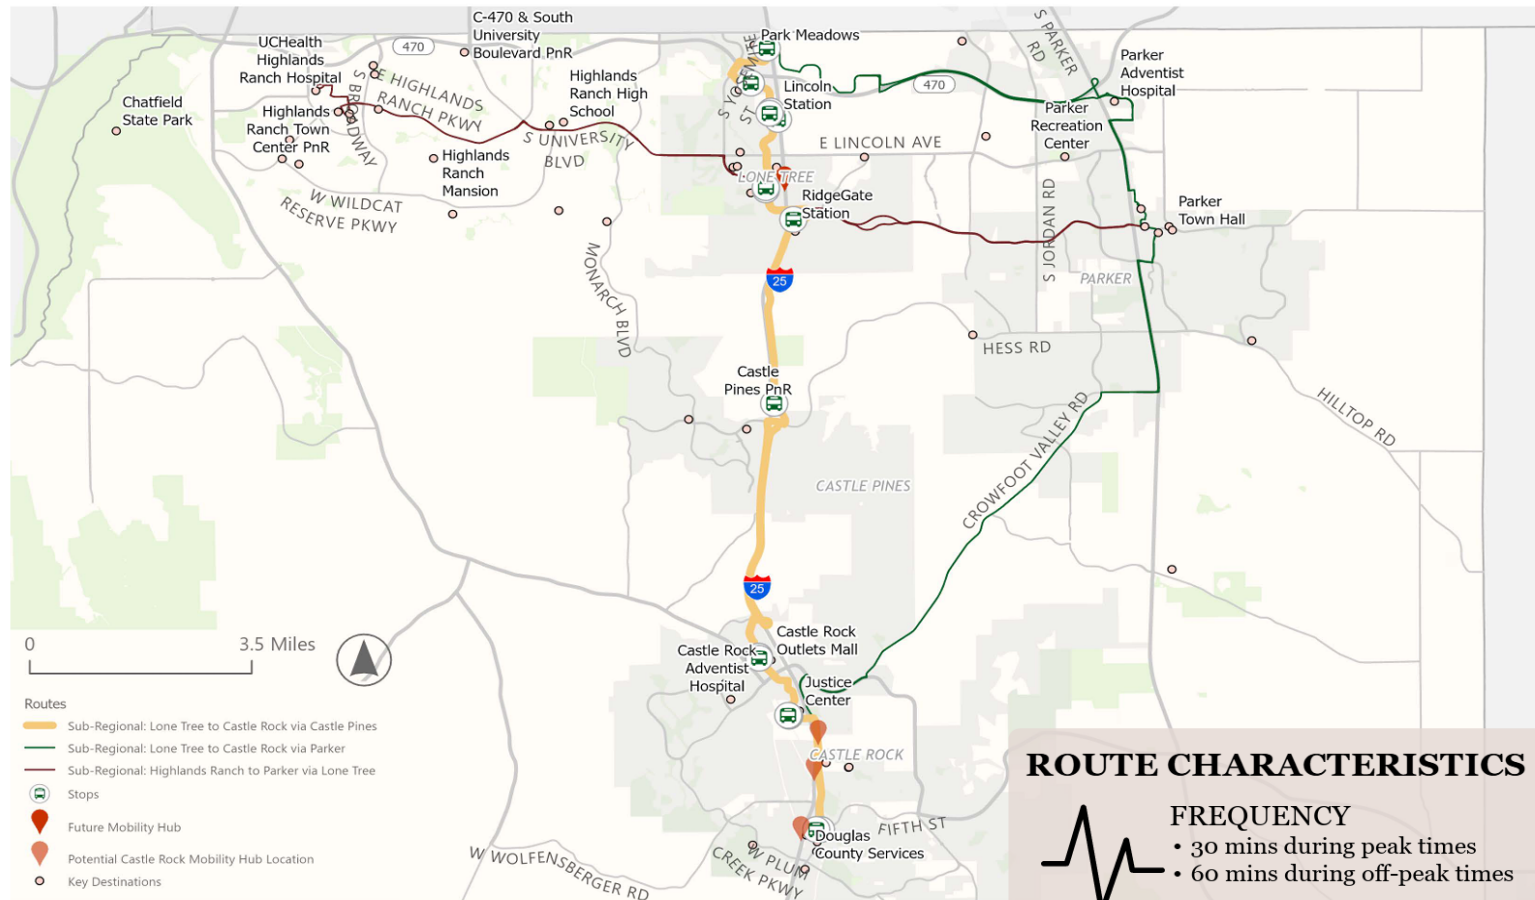 C-470 & South
University
Boulevard PnR
UCHealth
Highlands
Ranch Hospital
470
Park Meadows
S PARKER
RD
Parker
Adventist
Hospital
S YOSEMITE
ST
Lincoln
Station
470
Chatfield
State Park
E HIGHLANDS
RANCH PKWY
S BROADWAY
Highlands
Ranch High
School
Highlands
Ranch Town
Center PnR
S UNIVERSITY
BLVD
Parker
Recreation
Center
E LINCOLN AVE
Highlands
Ranch
Mansion
LONE TREE
W WILDCAT
RESERVE PKWY
RidgeGate
Station
S JORDAN RD
Parker
Town Hall
MONARCH BLVD
25
PARKER
HESS RD
Castle
Pines PnR
HILLTOP RD
CROWFOOT VALLEY RD
CASTLE PINES
25
0 3.5 Miles
Castle Rock
Outlets Mall
Castle Rock
Adventist
Hospital
Justice
Center
CASTLE ROCK
Douglas
County Services
FIFTH ST
W PLUM
CREEK PKWY
W WOLFENSBERGER RD
Routes
Sub-Regional: Lone Tree to Castle Rock via Castle Pines
Sub-Regional: Lone Tree to Castle Rock via Parker
Sub-Regional: Highlands Ranch to Parker via Lone Tree
Stops
Future Mobility Hub
Potential Castle Rock Mobility Hub Location
Key Destinations
ROUTE CHARACTERISTICS
FREQUENCY
• 30 mins during peak times
• 60 mins during off-peak times